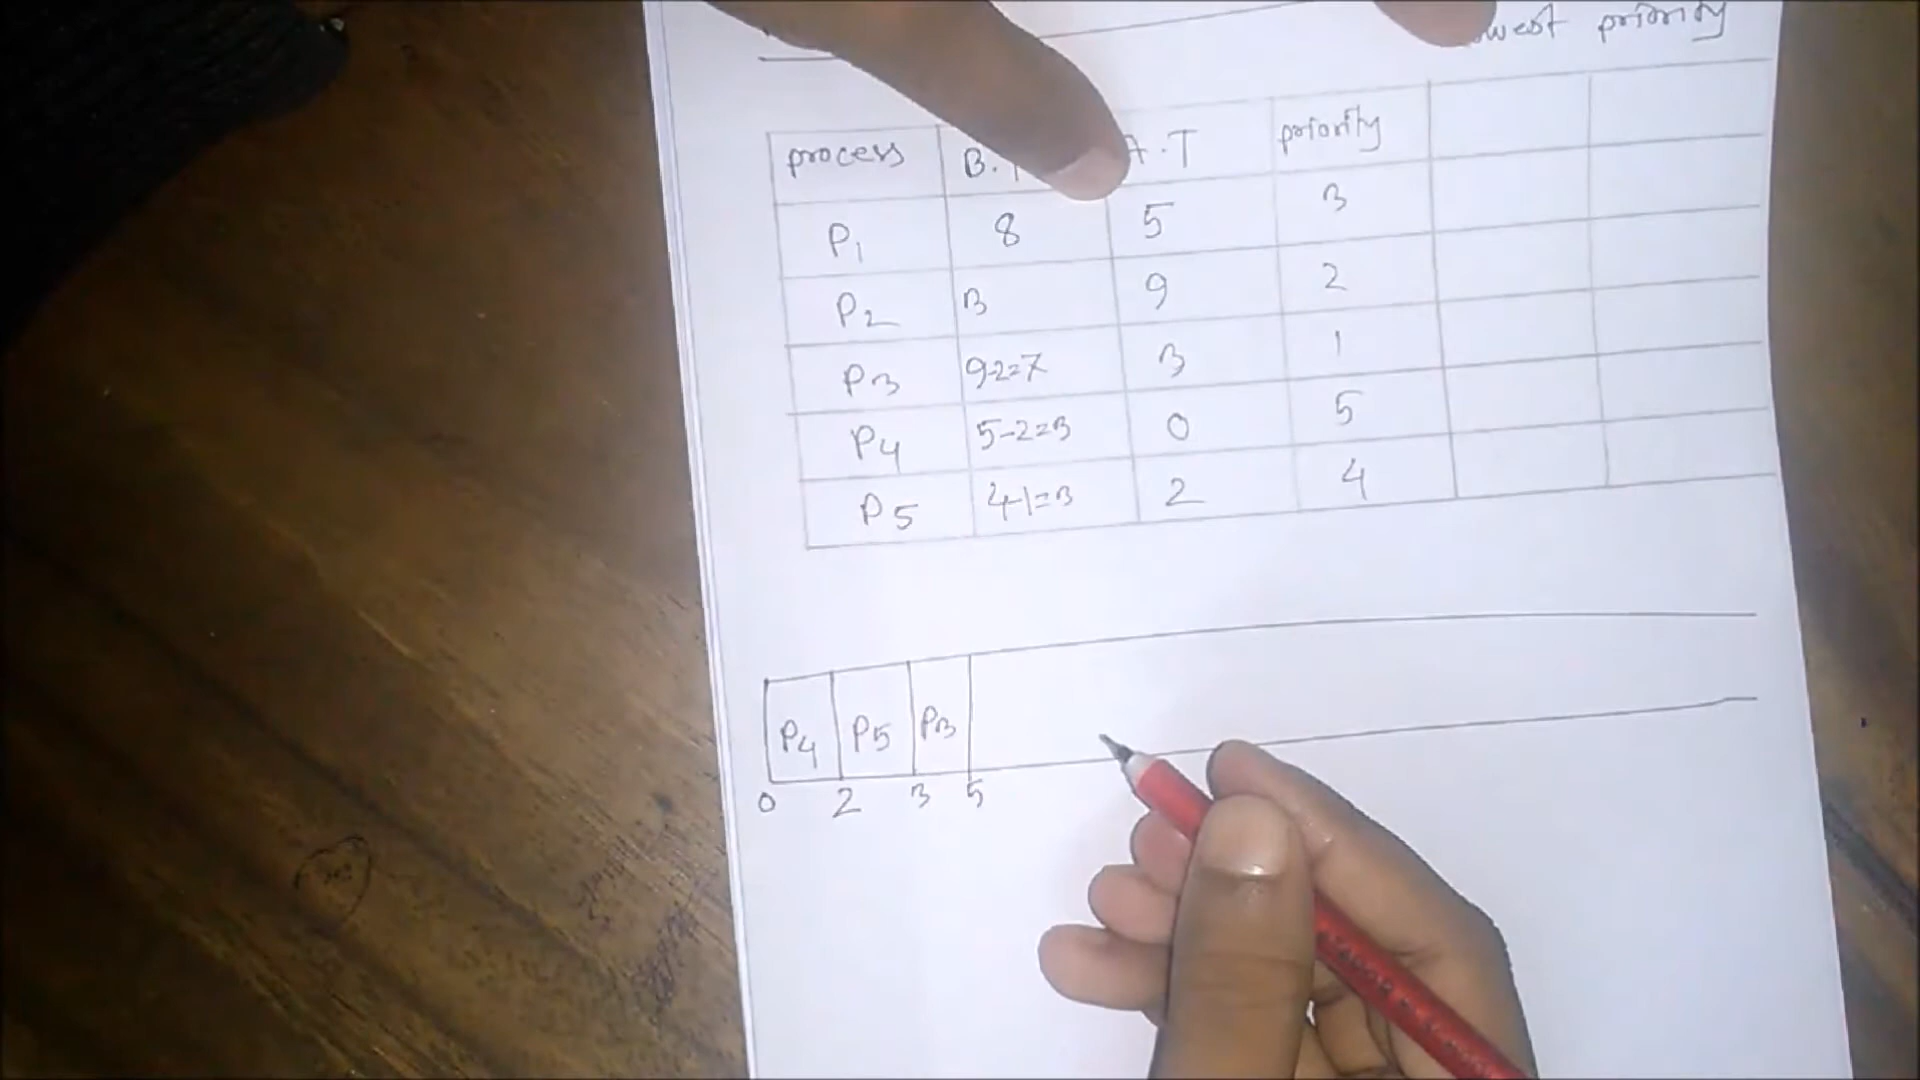 priority
process B. A.T priority
P1 8 5 3
P2 3 9 2
P3 9-2=7 3 1
P4 5-2=3 0 5
P5 4-1=3 2 4
P4 P5 P3
0 2 3 5